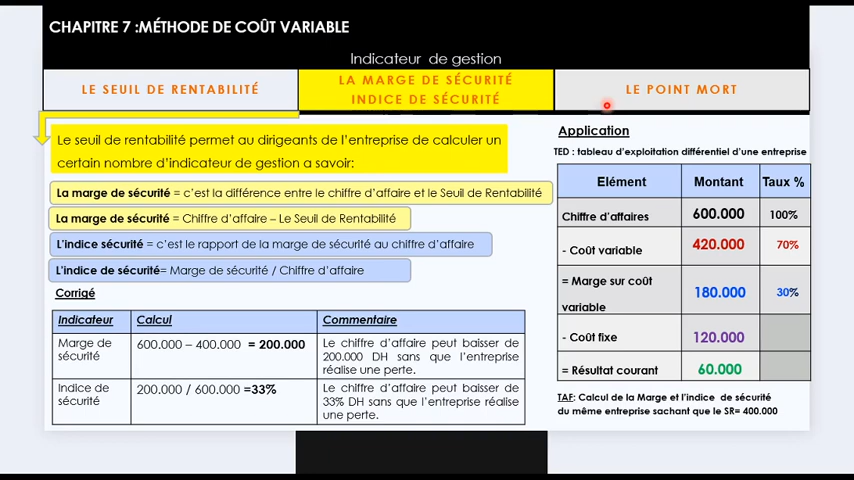 CHAPITRE 7 :MÉTHODE DE COÛT VARIABLE
Indicateur de gestion
LE SEUIL DE RENTABILITÉ
LA MARGE DE SÉCURITÉ
INDICE DE SÉCURITÉ
LE POINT MORT
Le seuil de rentabilité permet au dirigeants de l'entreprise de calculer un
certain nombre d'indicateur de gestion a savoir:
La marge de sécurité = c'est la différence entre le chiffre d'affaire et le Seuil de Rentabilité
La marge de sécurité = Chiffre d'affaire – Le Seuil de Rentabilité
L'indice sécurité = c'est le rapport de la marge de sécurité au chiffre d'affaire
L'indice de sécurité= Marge de sécurité / Chiffre d'affaire
Corrigé
Indicateur Calcul Commentaire
Marge de
sécurité
600.000 – 400.000 = 200.000
Le chiffre d'affaire peut baisser de
200.000 DH sans que l'entreprise
réalise une perte.
Indice de
sécurité
200.000 / 600.000 =33%
Le chiffre d'affaire peut baisser de
33% DH sans que l'entreprise réalise
une perte.
Application
TED : tableau d'exploitation différentiel d'une entreprise
Elément Montant Taux %
Chiffre d'affaires 600.000 100%
- Coût variable 420.000 70%
= Marge sur coût
variable
180.000 30%
- Coût fixe 120.000
= Résultat courant 60.000
TAF: Calcul de la Marge et l'indice de sécurité
du même entreprise sachant que le SR= 400.000